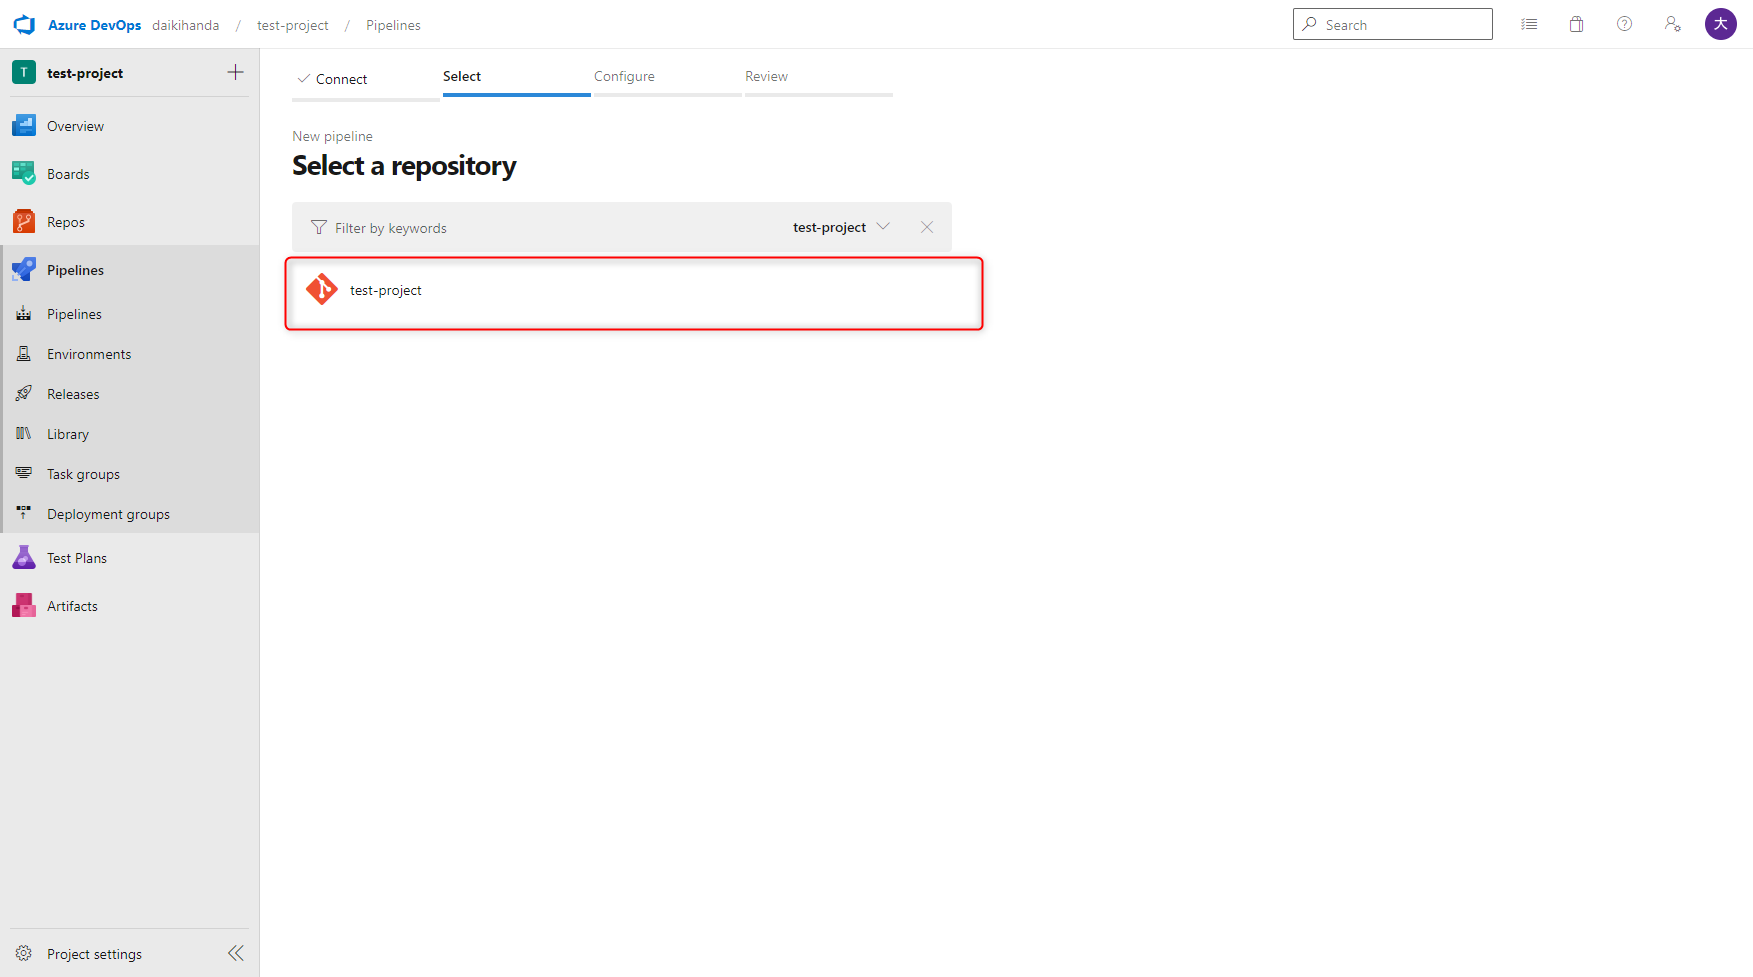 Azure DevOps daikihanda / test-project / Pipelines
Search
大
T test-project
Overview
Boards
Repos
Pipelines
Pipelines
Environments
Releases
Library
Task groups
Deployment groups
Test Plans
Artifacts
Project settings
Connect Select Configure Review
New pipeline
Select a repository
Filter by keywords test-project
test-project